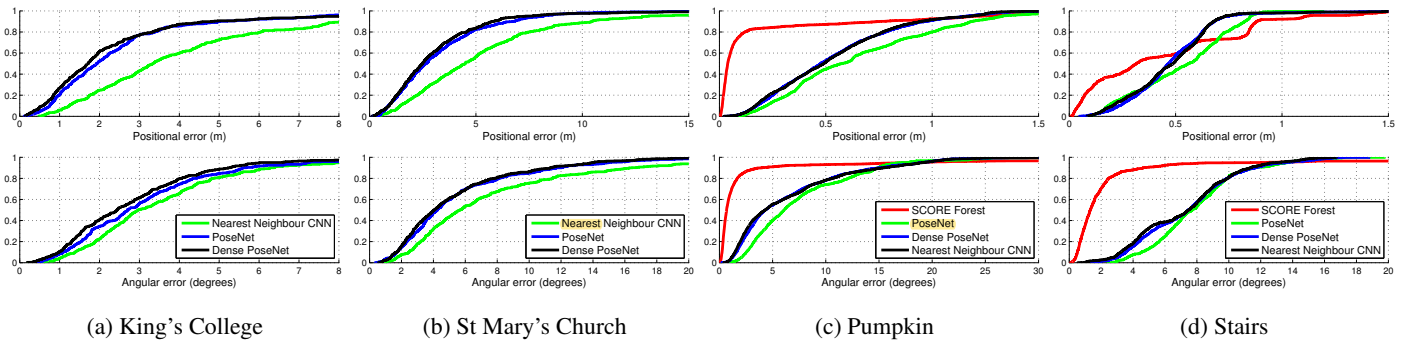 1
0.8
0.6
0.4
0.2
0
0 1 2 3 4 5 6 7 8
Positional error (m)
1
0.8
0.6
0.4
0.2
0
0 5 10 15
Positional error (m)
1
0.8
0.6
0.4
0.2
0
0 0.5 1 1.5
Positional error (m)
1
0.8
0.6
0.4
0.2
0
0 0.5 1 1.5
Positional error (m)
1
0.8
0.6
0.4
0.2
0
Nearest Neighbour CNN
PoseNet
Dense PoseNet
0 1 2 3 4 5 6 7 8
Angular error (degrees)
1
0.8
0.6
0.4
0.2
0
Nearest Neighbour CNN
PoseNet
Dense PoseNet
0 2 4 6 8 10 12 14 16 18 20
Angular error (degrees)
1
0.8
0.6
0.4
0.2
0
SCORE Forest
PoseNet
Dense PoseNet
Nearest Neighbour CNN
0 5 10 15 20 25 30
Angular error (degrees)
1
0.8
0.6
0.4
0.2
0
SCORE Forest
PoseNet
Dense PoseNet
Nearest Neighbour CNN
0 2 4 6 8 10 12 14 16 18 20
Angular error (degrees)
(a) King's College
(b) St Mary's Church
(c) Pumpkin
(d) Stairs